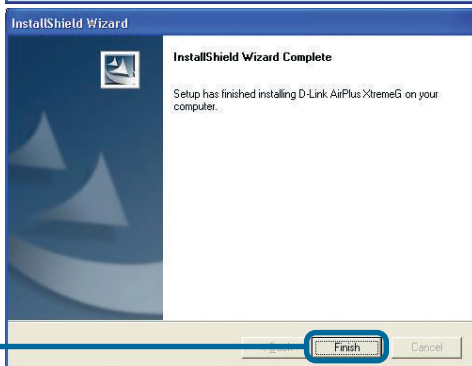 InstallShield Wizard
InstallShield Wizard Complete
Setup has finished installing D-Link AirPlus XtremeG on your
computer.
Finish
Cancel